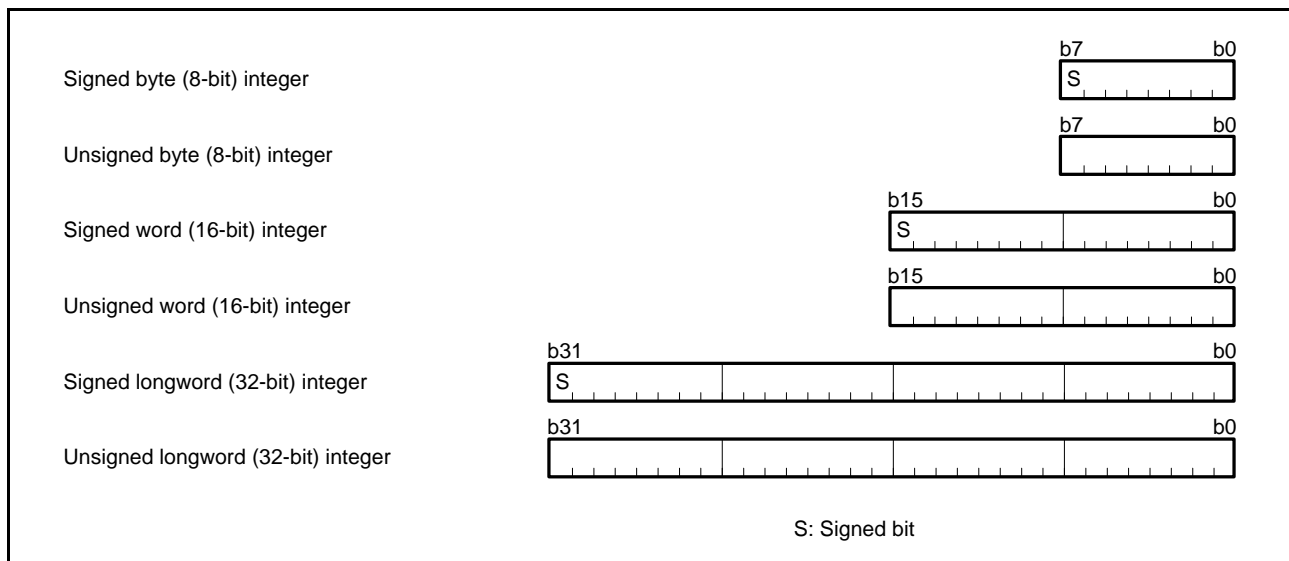 b7 b0
Signed byte (8-bit) integer S
b7 b0
Unsigned byte (8-bit) integer
b15 b0
Signed word (16-bit) integer S
b15 b0
Unsigned word (16-bit) integer
b31 b0
Signed longword (32-bit) integer S
b31 b0
Unsigned longword (32-bit) integer
S: Signed bit